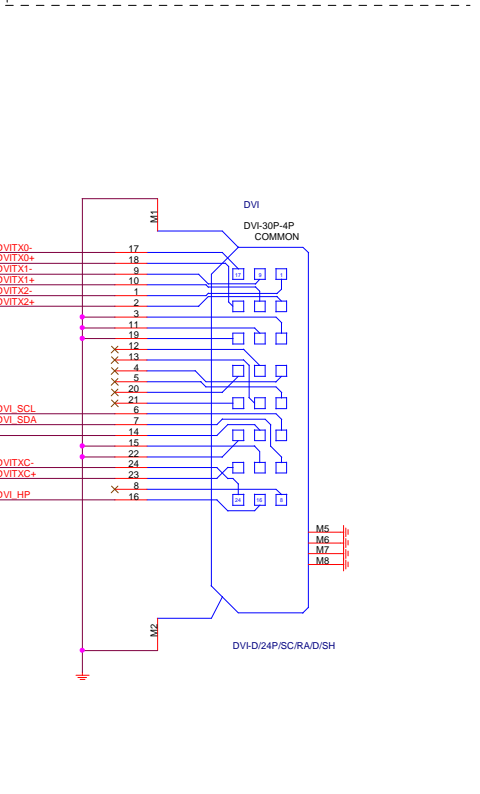 M1
DVI
DVI-30P-4P
COMMON
DVITX0- 17
DVITX0+ 18
DVITX1- 9
DVITX1+ 10
DVITX2- 1
DVITX2+ 2
3
11
19
12
13
4
5
20
21
DVI_SCL 6
DVI_SDA 7
14
15
22
DVITXC- 24
DVITXC+ 23
8
DVI_HP 16
17 9 1
24 16 8
M5
M6
M7
M8
M2
DVI-D/24P/SC/RA/D/SH